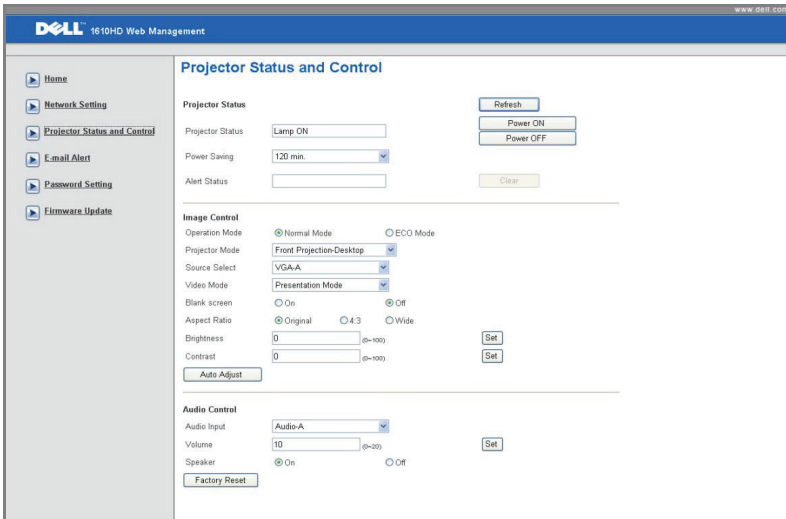 www.dell.com
DELL™ 1610HD Web Management
Home
Network Setting
Projector Status and Control
E-mail Alert
Password Setting
Firmware Update
Projector Status and Control
Projector Status
Refresh
Power ON
Projector Status Lamp ON
Power OFF
Power Saving 120 min.
Alert Status Clear
Image Control
Operation Mode Normal Mode ECO Mode
Projector Mode Front Projection-Desktop
Source Select VGA-A
Video Mode Presentation Mode
Blank screen On Off
Aspect Ratio Original 4:3 Wide
Brightness 0 (0~100) Set
Contrast 0 (0~100) Set
Auto Adjust
Audio Control
Audio Input Audio-A
Volume 10 (0~20) Set
Speaker On Off
Factory Reset